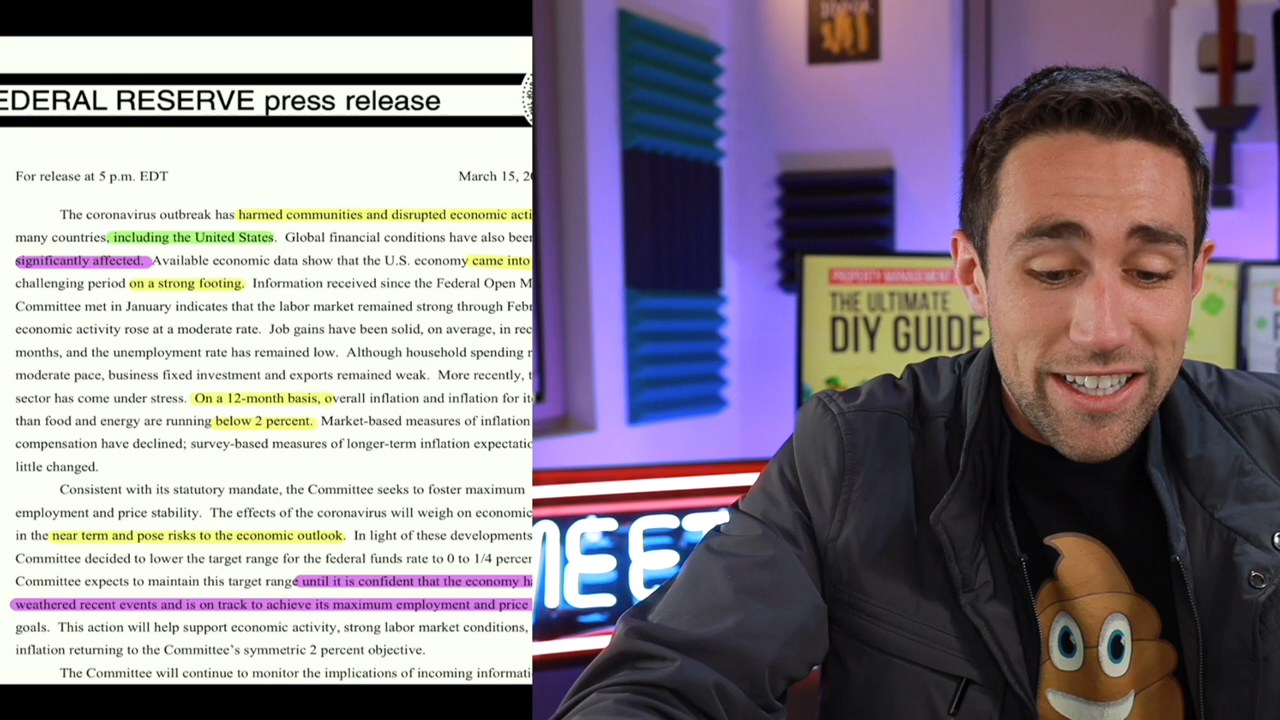 EDERAL RESERVE press release
For release at 5 p.m. EDT
March 15, 20
The coronavirus outbreak has harmed communities and disrupted economic acti
many countries, including the United States. Global financial conditions have also been
significantly affected. Available economic data show that the U.S. economy came into
challenging period on a strong footing. Information received since the Federal Open M
Committee met in January indicates that the labor market remained strong through Febr
economic activity rose at a moderate rate. Job gains have been solid, on average, in rec
months, and the unemployment rate has remained low. Although household spending r
moderate pace, business fixed investment and exports remained weak. More recently, t
sector has come under stress. On a 12-month basis, overall inflation and inflation for ite
than food and energy are running below 2 percent. Market-based measures of inflation
compensation have declined; survey-based measures of longer-term inflation expectatio
little changed.
Consistent with its statutory mandate, the Committee seeks to foster maximum
employment and price stability. The effects of the coronavirus will weigh on economic
in the near term and pose risks to the economic outlook. In light of these developments
Committee decided to lower the target range for the federal funds rate to 0 to 1/4 percen
Committee expects to maintain this target range until it is confident that the economy ha
weathered recent events and is on track to achieve its maximum employment and price
goals. This action will help support economic activity, strong labor market conditions,
inflation returning to the Committee's symmetric 2 percent objective.
The Committee will continue to monitor the implications of incoming informati
PROPERTY MANAGEMENT
THE ULTIMATE
DIY GUIDE
MEET